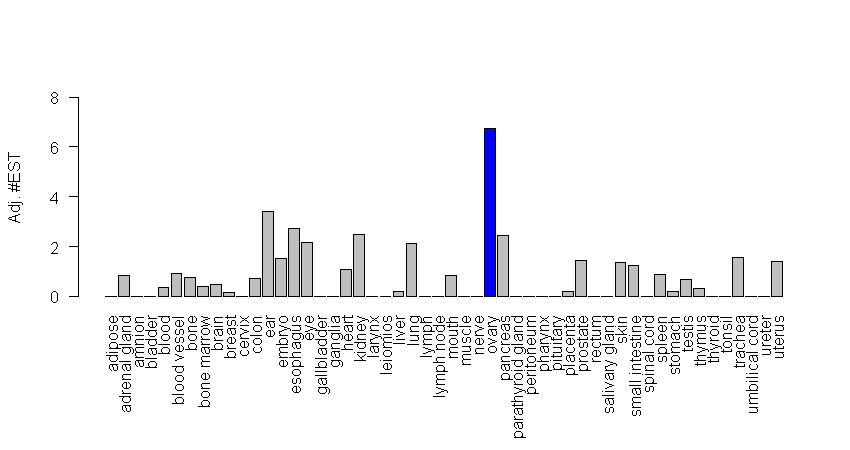 8
6
4
2
0
Adj. #EST
adipose
adrenal gland
amnion
bladder
blood
blood vessel
bone
bone marrow
brain
breast
cervix
colon
ear
embryo
esophagus
eye
gallbladder
ganglia
heart
kidney
larynx
leiomios
liver
lung
lymph
lymph node
mouth
muscle
nerve
ovary
pancreas
parathyroid gland
peritoneum
pharynx
pituitary
placenta
prostate
rectum
salivary gland
skin
small intestine
spinal cord
spleen
stomach
testis
thymus
thyroid
tonsil
trachea
umbilical cord
ureter
uterus